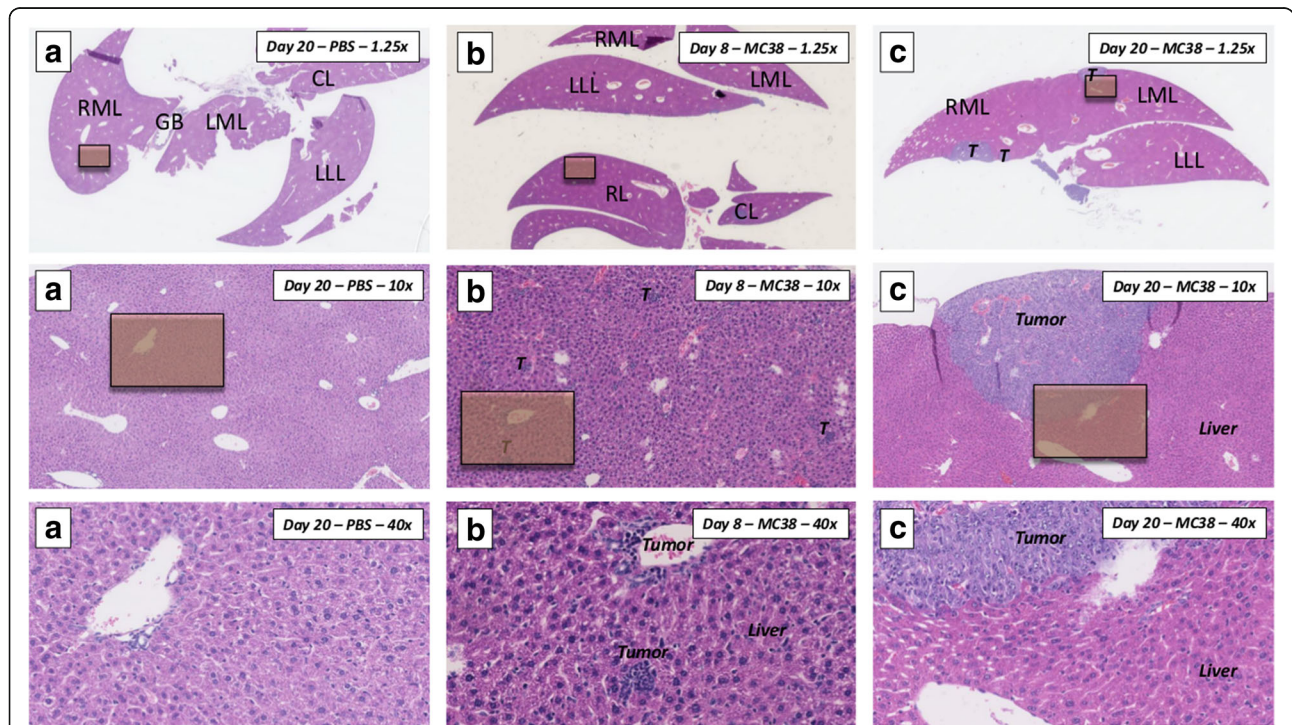 a
Day 20 – PBS – 1.25x
CL
RML
GB
LML
LLL
b
RML
Day 8 – MC38 – 1.25x
LLL
LML
RL
CL
c
Day 20 – MC38 – 1.25x
T
RML
LML
T
T
LLL
a
Day 20 – PBS – 10x
b
T
Day 8 – MC38 – 10x
T
T
T
c
Day 20 – MC38 – 10x
Tumor
Liver
a
Day 20 – PBS – 40x
b
Day 8 – MC38 – 40x
Tumor
Liver
Tumor
c
Day 20 – MC38 – 40x
Tumor
Liver